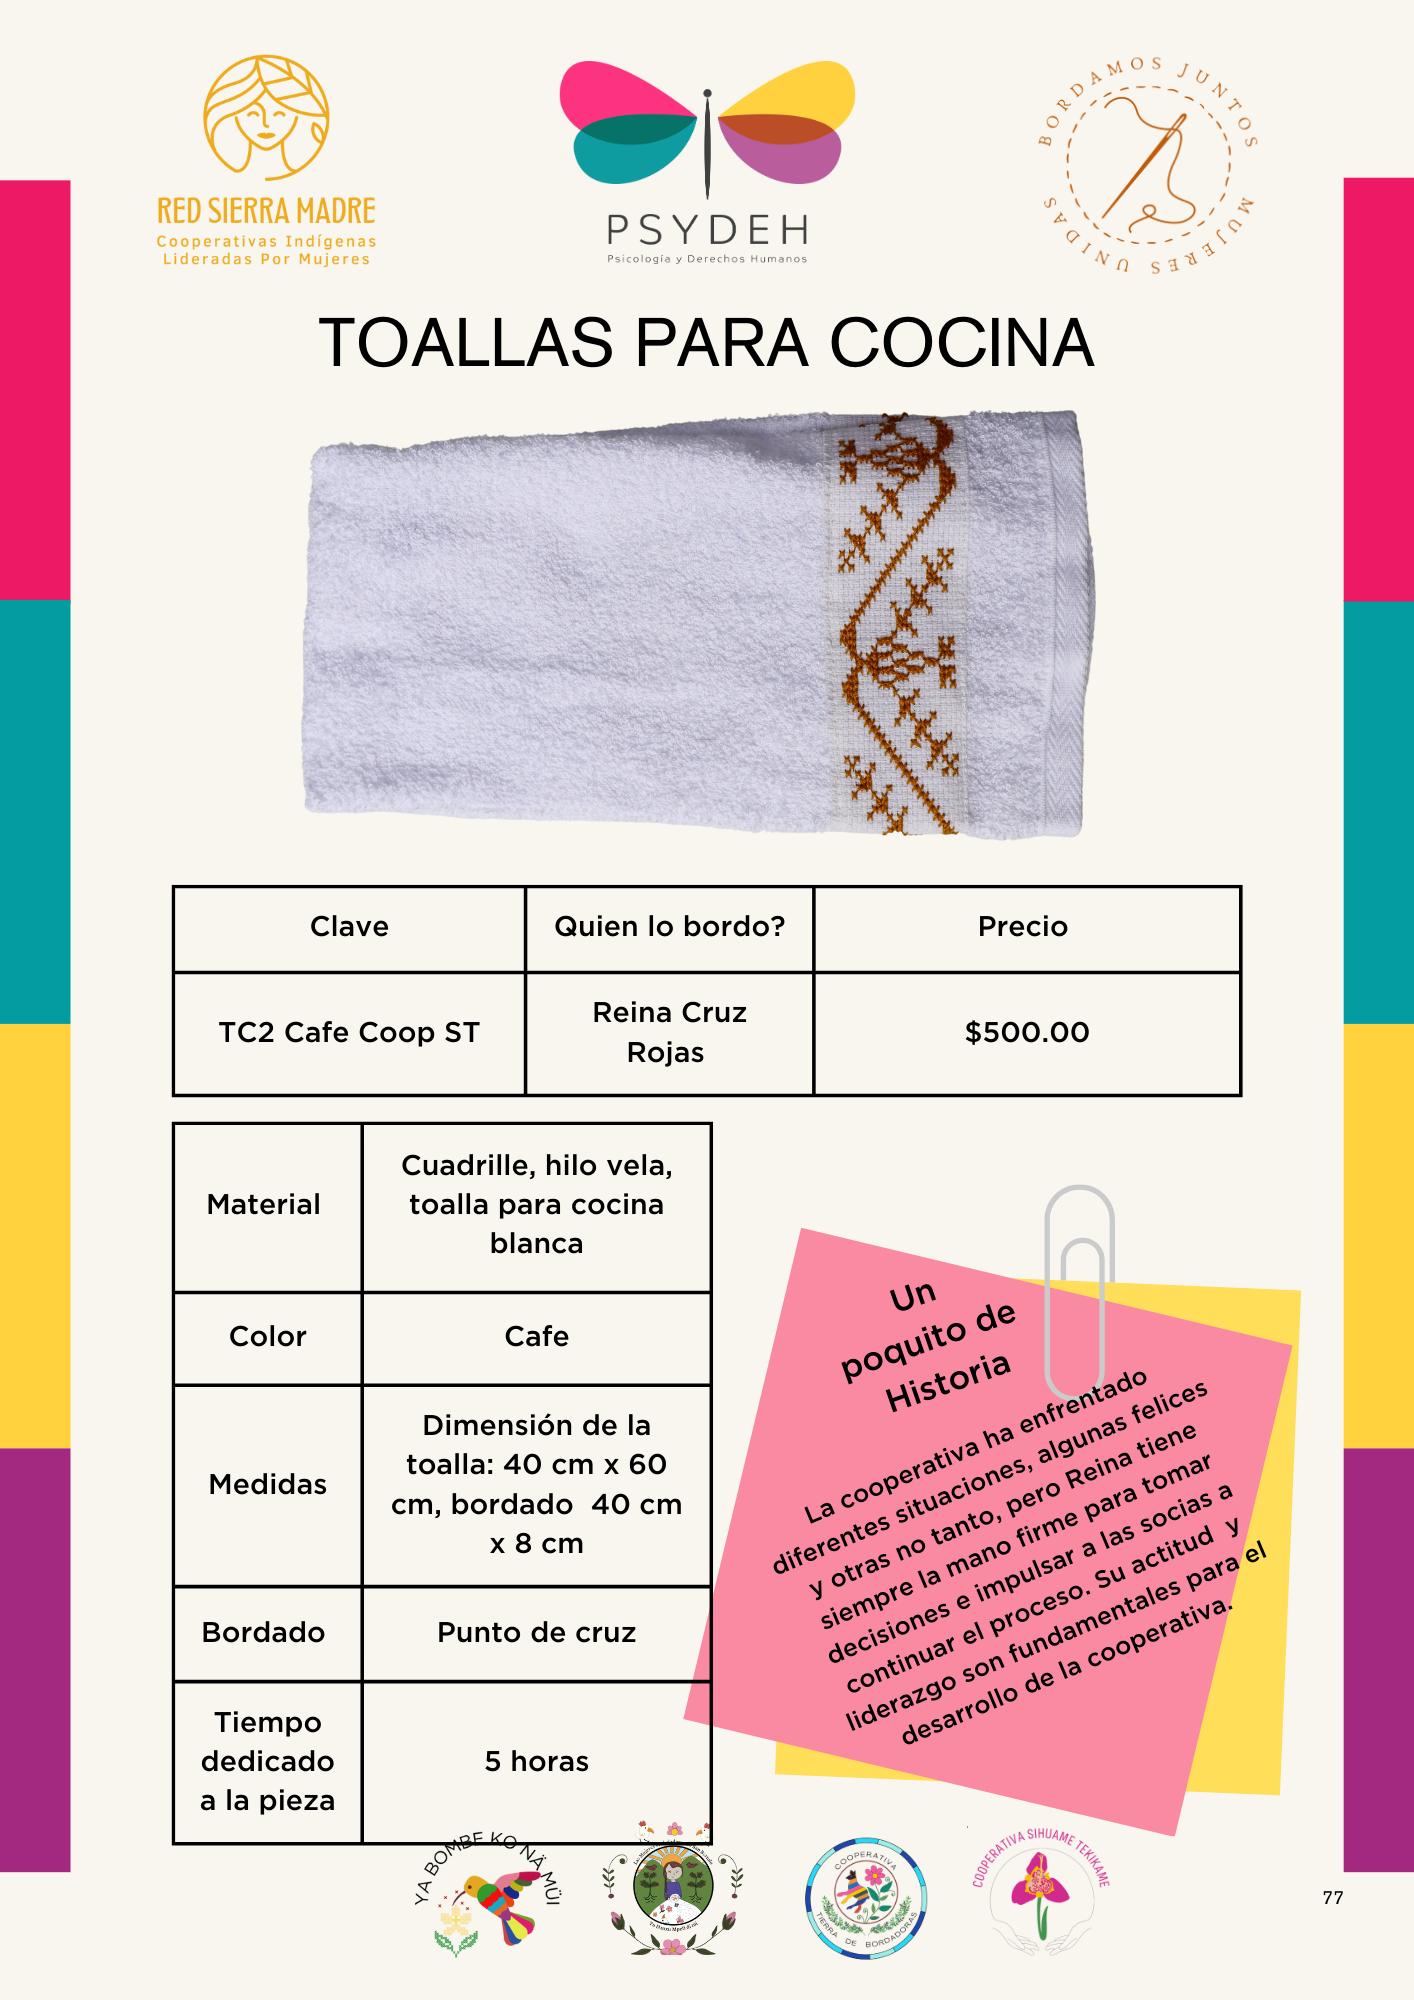 RED SIERRA MADRE
Cooperativas Indígenas
Lideradas Por Mujeres
PSYDEH
Psicología y Derechos Humanos
BORDAMOS JUNTOS
MUJERES UNIDAS
TOALLAS PARA COCINA
Clave
Quien lo bordo?
Precio
TC2 Cafe Coop ST
Reina Cruz
Rojas
$500.00
Material
Cuadrille, hilo vela,
toalla para cocina
blanca
Color
Cafe
Medidas
Dimensión de la
toalla: 40 cm x 60
cm, bordado 40 cm
x 8 cm
Bordado
Punto de cruz
Tiempo
dedicado
a la pieza
5 horas
Un
poquito de
Historia
La cooperativa ha enfrentado
diferentes situaciones, algunas felices
y otras no tanto, pero Reina tiene
siempre la mano firme para tomar
decisiones e impulsar a las socias a
continuar el proceso. Su actitud y
liderazgo son fundamentales para el
desarrollo de la cooperativa.
YA BOMBE KO NÄ MÜI
COOPERATIVA
TIERRA DE BORDADORAS
COOPERATIVA SIHUAME TEKIKAME
77